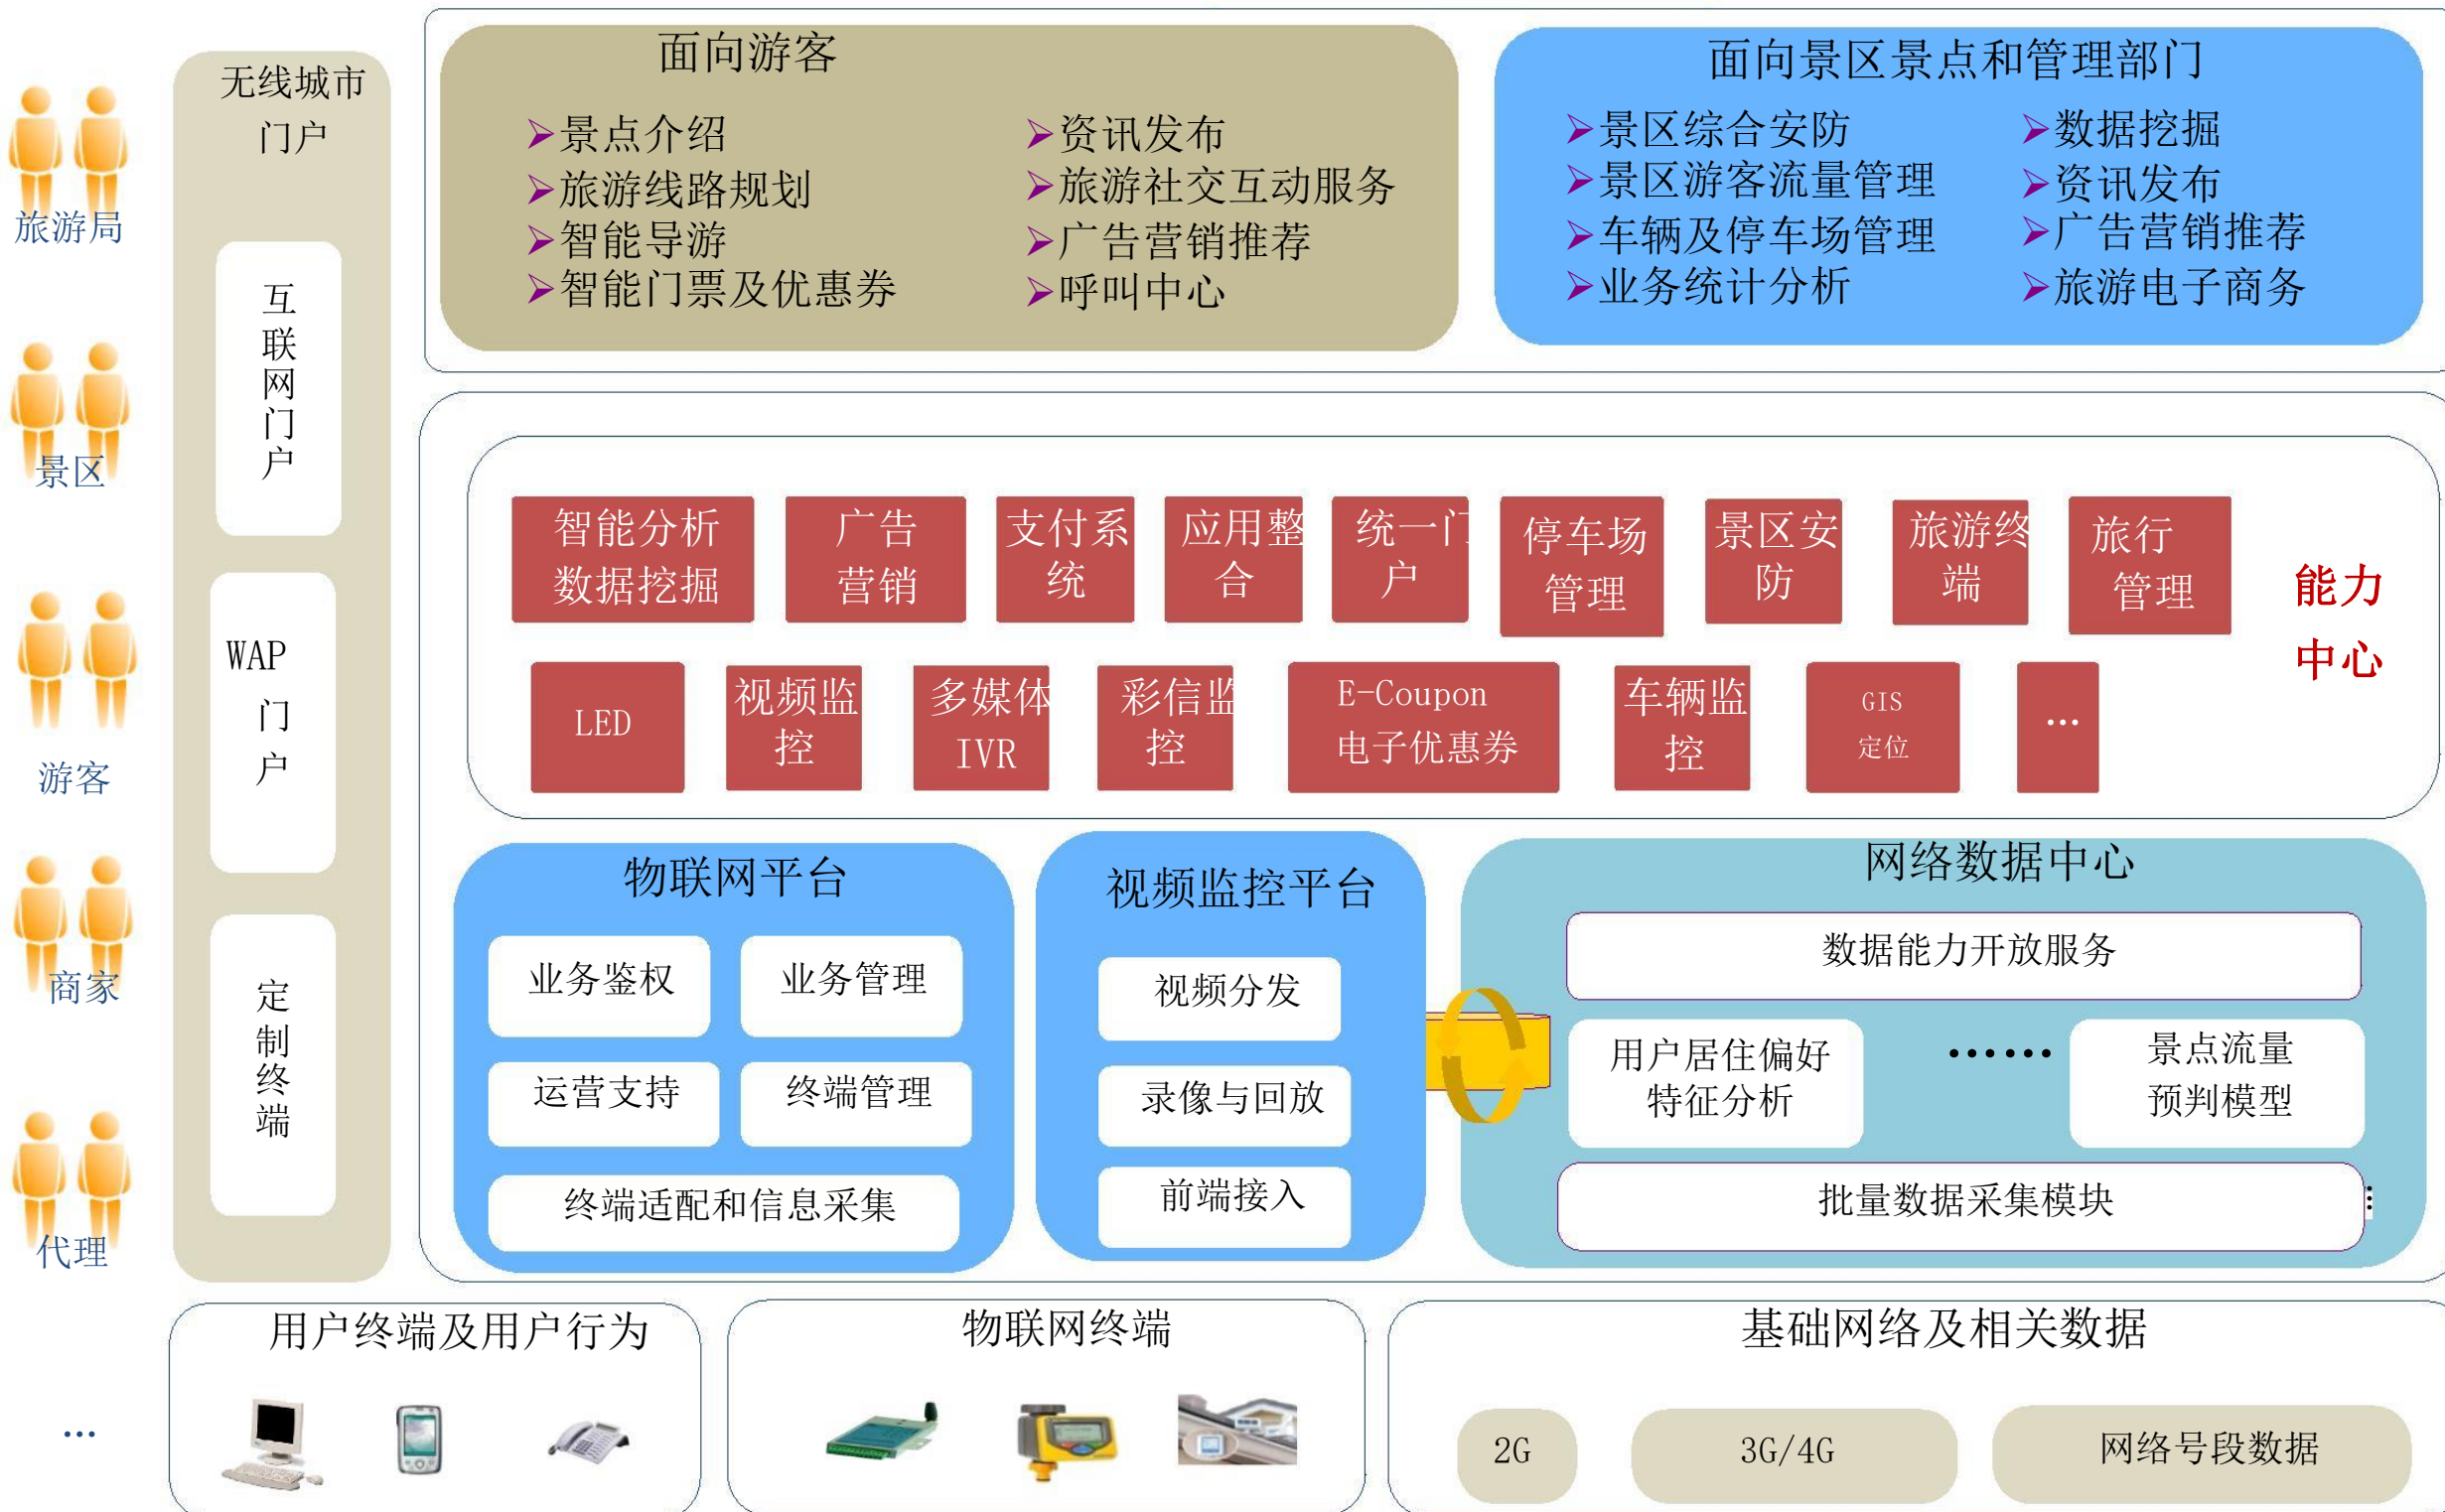 面向游客
景点介绍
旅游线路规划
智能导游
智能门票及优惠券
资讯发布
旅游社交互动服务
广告营销推荐
呼叫中心
面向景区景点和管理部门
景区综合安防
景区游客流量管理
车辆及停车场管理
业务统计分析
数据挖掘
资讯发布
广告营销推荐
旅游电子商务
旅游局
景区
游客
商家
代理
…
无线城市
门户
互
联
网
门
户
WAP
门
户
定
制
终
端
智能分析
数据挖掘
广告
营销
支付系
统
应用整
合
统一门
户
停车场
管理
景区安
防
旅游终
端
旅行
管理
LED
视频监
控
多媒体
IVR
彩信监
控
E-Coupon
电子优惠券
车辆监
控
GIS
定位
…
能力
中心
物联网平台
业务鉴权
业务管理
运营支持
终端管理
终端适配和信息采集
视频监控平台
视频分发
录像与回放
前端接入
网络数据中心
数据能力开放服务
用户居住偏好
特征分析
……
景点流量
预判模型
批量数据采集模块
用户终端及用户行为
物联网终端
基础网络及相关数据
2G
3G/4G
网络号段数据